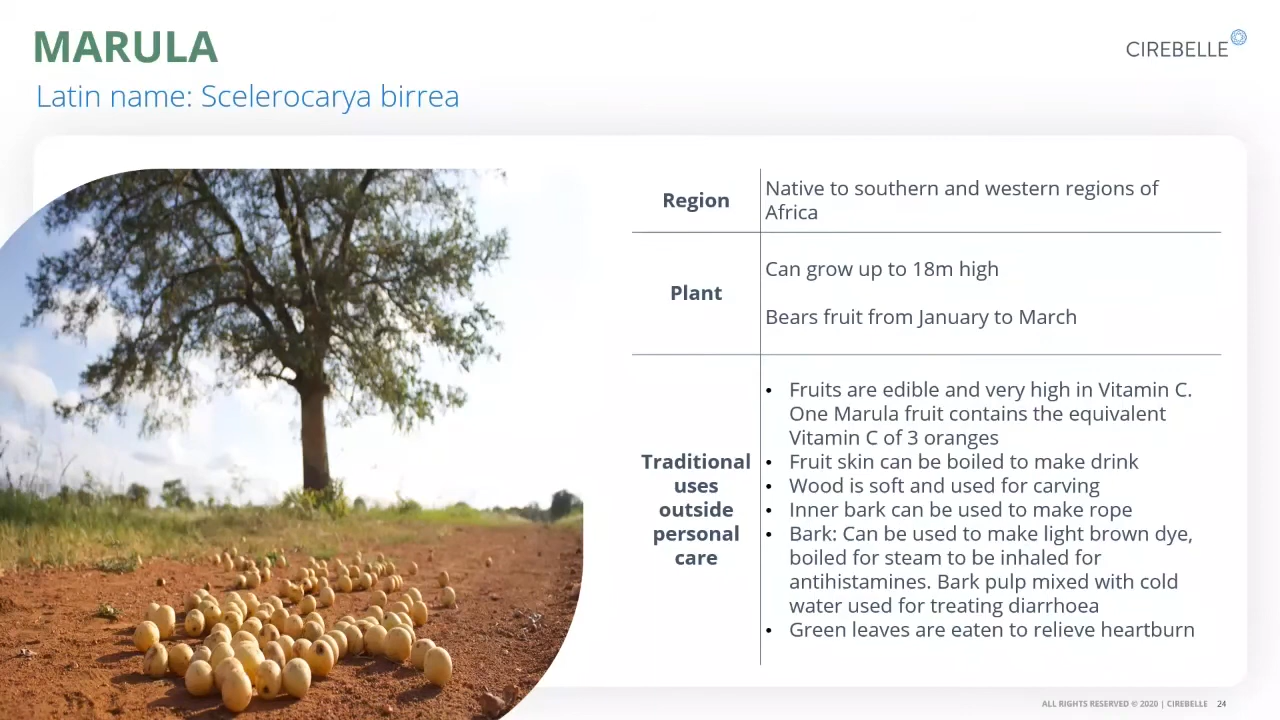 MARULA
CIREBELLE
Latin name: Scelerocarya birrea
Region
Native to southern and western regions of
Africa
Plant
Can grow up to 18m high
Bears fruit from January to March
Traditional
uses
outside
personal
care
• Fruits are edible and very high in Vitamin C.
One Marula fruit contains the equivalent
Vitamin C of 3 oranges
• Fruit skin can be boiled to make drink
• Wood is soft and used for carving
• Inner bark can be used to make rope
• Bark: Can be used to make light brown dye,
boiled for steam to be inhaled for
antihistamines. Bark pulp mixed with cold
water used for treating diarrhoea
• Green leaves are eaten to relieve heartburn
ALL RIGHTS RESERVED © 2020 | CIREBELLE 24